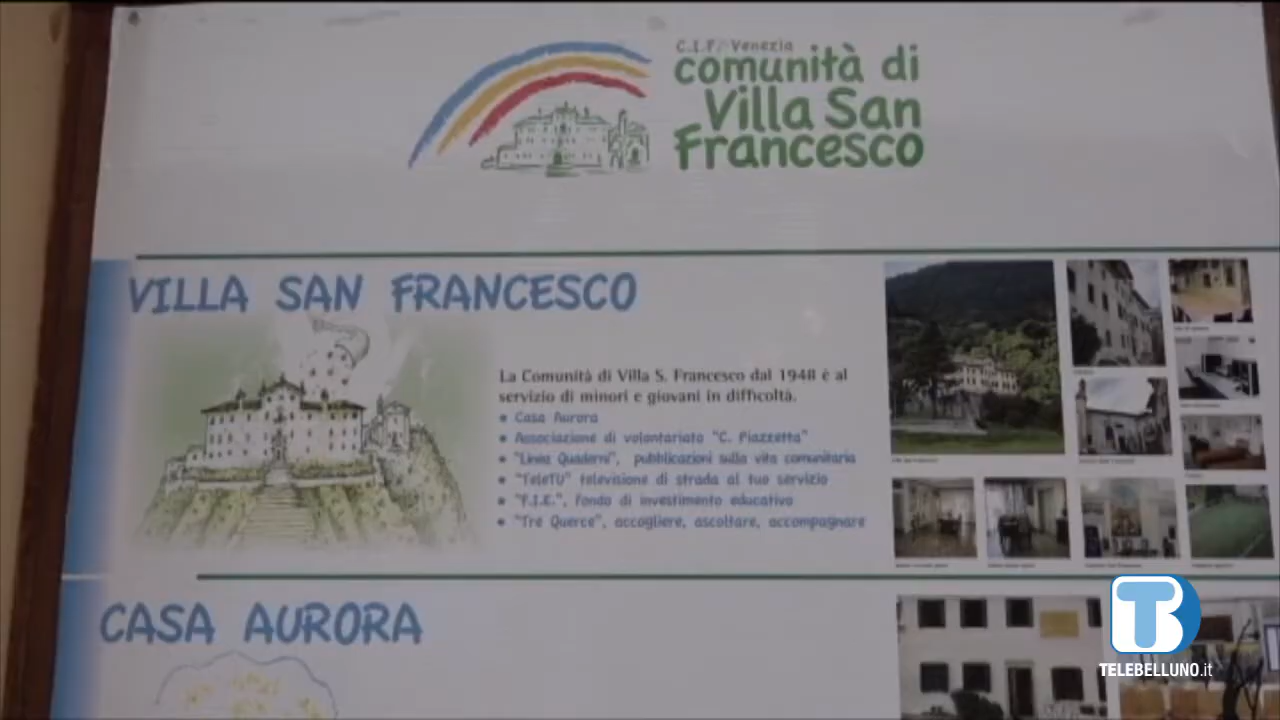 C.I.F. Venezia
comunità di
Villa San
Francesco
VILLA SAN FRANCESCO
La Comunità di Villa S. Francesco dal 1948 è al
servizio di minori e giovani in difficoltà.
• Casa Aurora
• Associazione di volontariato "C. Piazzetta"
• "Linea Quaderni", pubblicazioni sulla vita comunitaria
• "TeleTU" televisione di strada al tuo servizio
• "F.I.E.", fondo di investimento educativo
• "Tre Querce", accogliere, ascoltare, accompagnare
CASA AURORA
TB
TELEBELLUNO.it